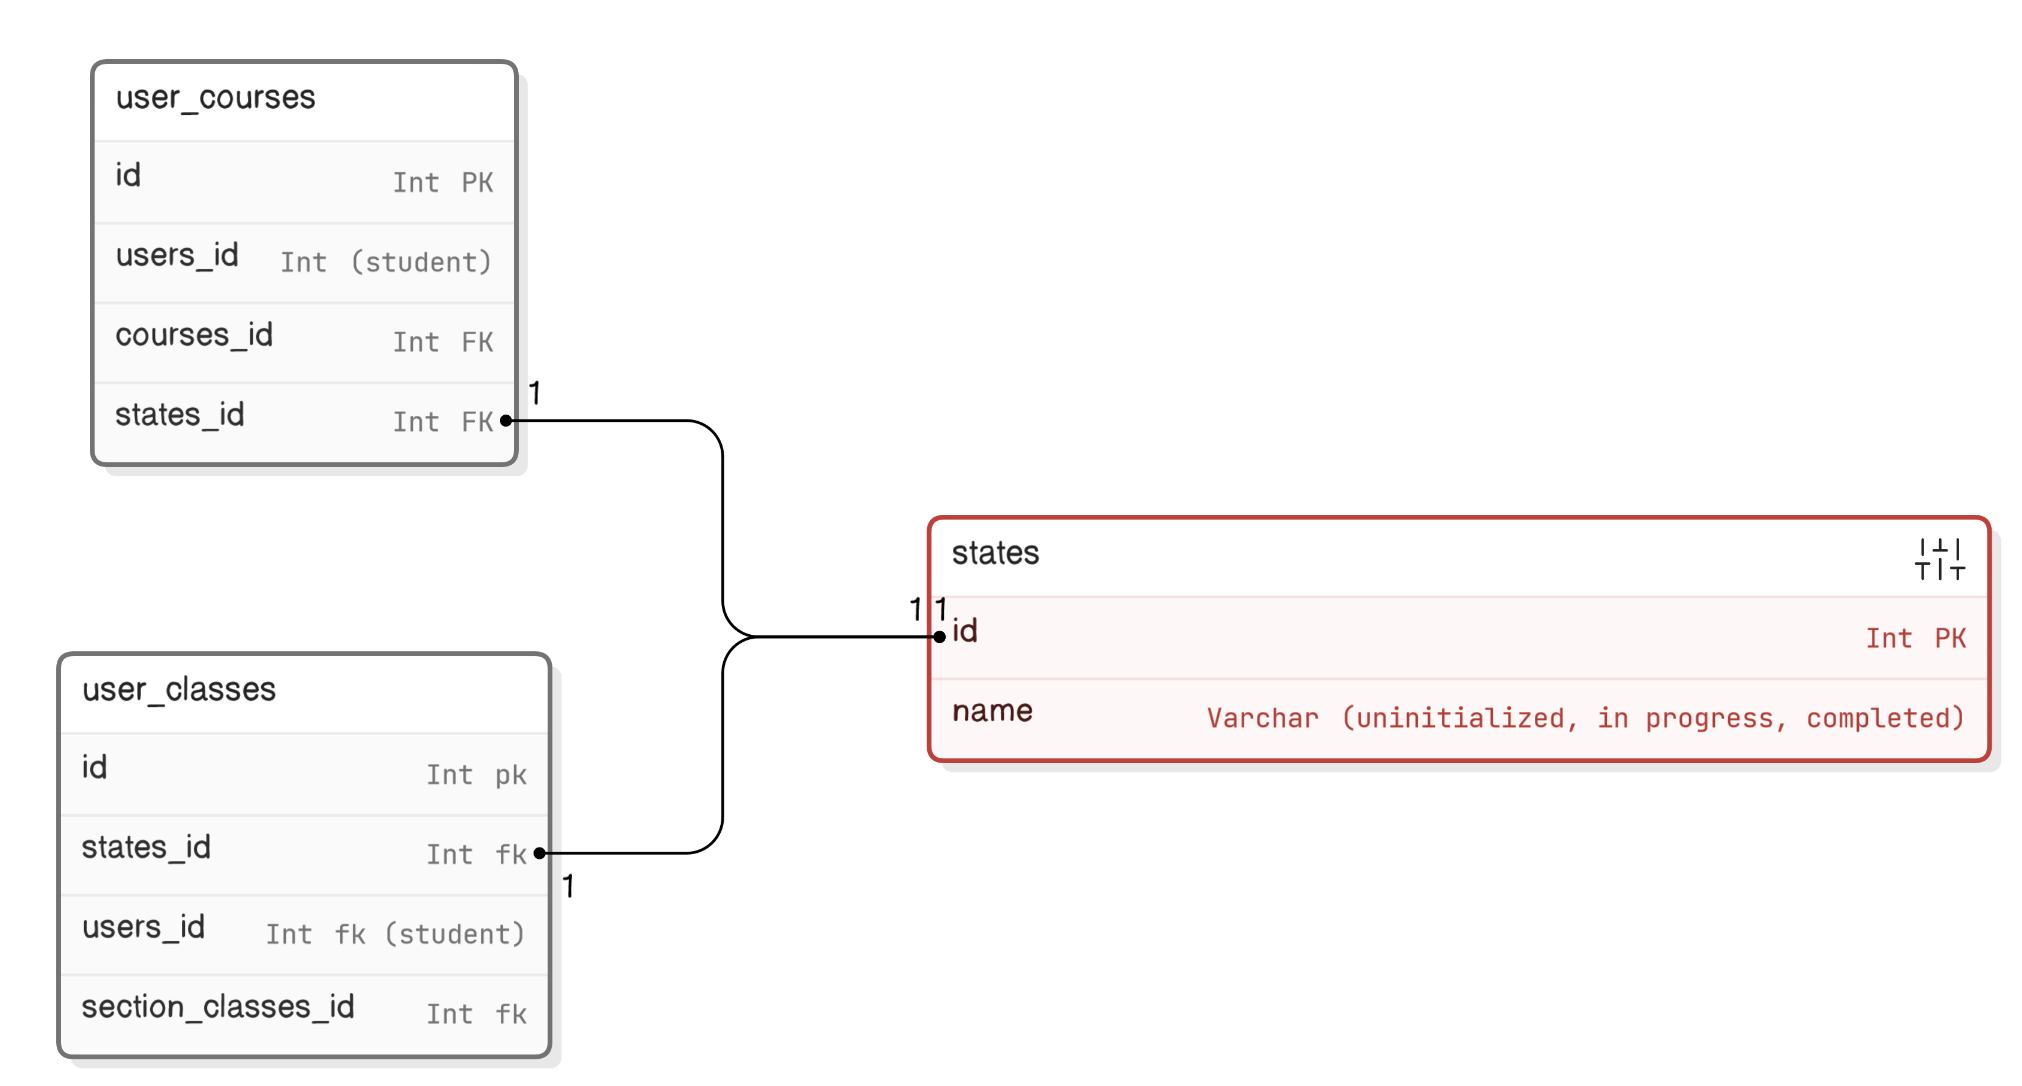 user_courses
id Int PK
users_id Int (student)
courses_id Int FK
states_id Int FK
1
1 1
states
id Int PK
name Varchar (uninitialized, in progress, completed)
user_classes
id Int pk
states_id Int fk
1
users_id Int fk (student)
section_classes_id Int fk